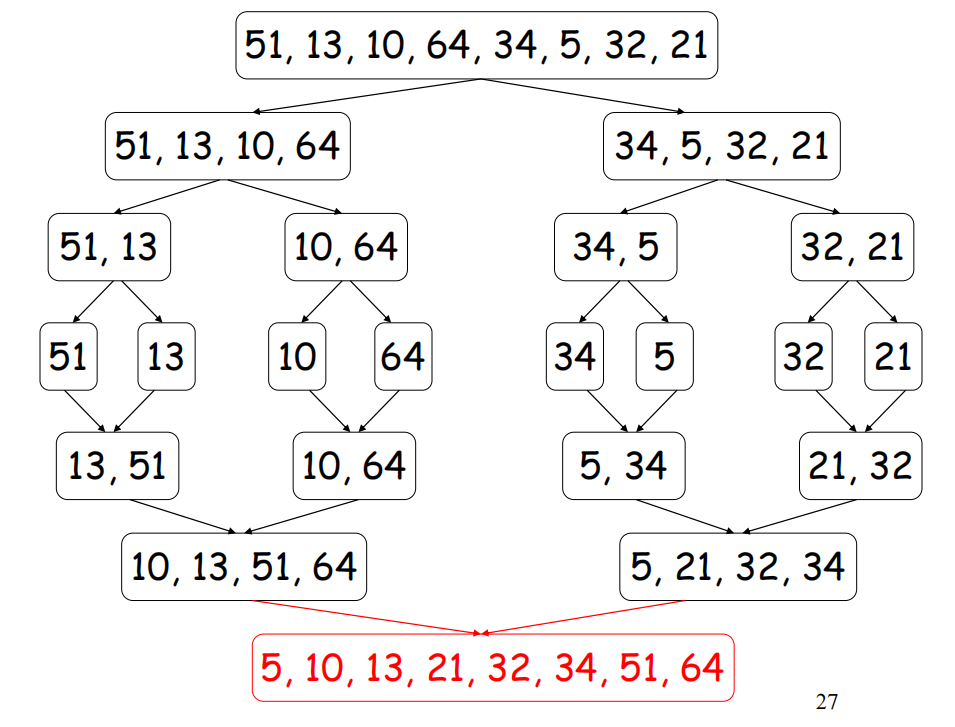 51, 13, 10, 64, 34, 5, 32, 21
51, 13, 10, 64
34, 5, 32, 21
51, 13
10, 64
34, 5
32, 21
51
13
10
64
34
5
32
21
13, 51
10, 64
5, 34
21, 32
10, 13, 51, 64
5, 21, 32, 34
5, 10, 13, 21, 32, 34, 51, 64
27